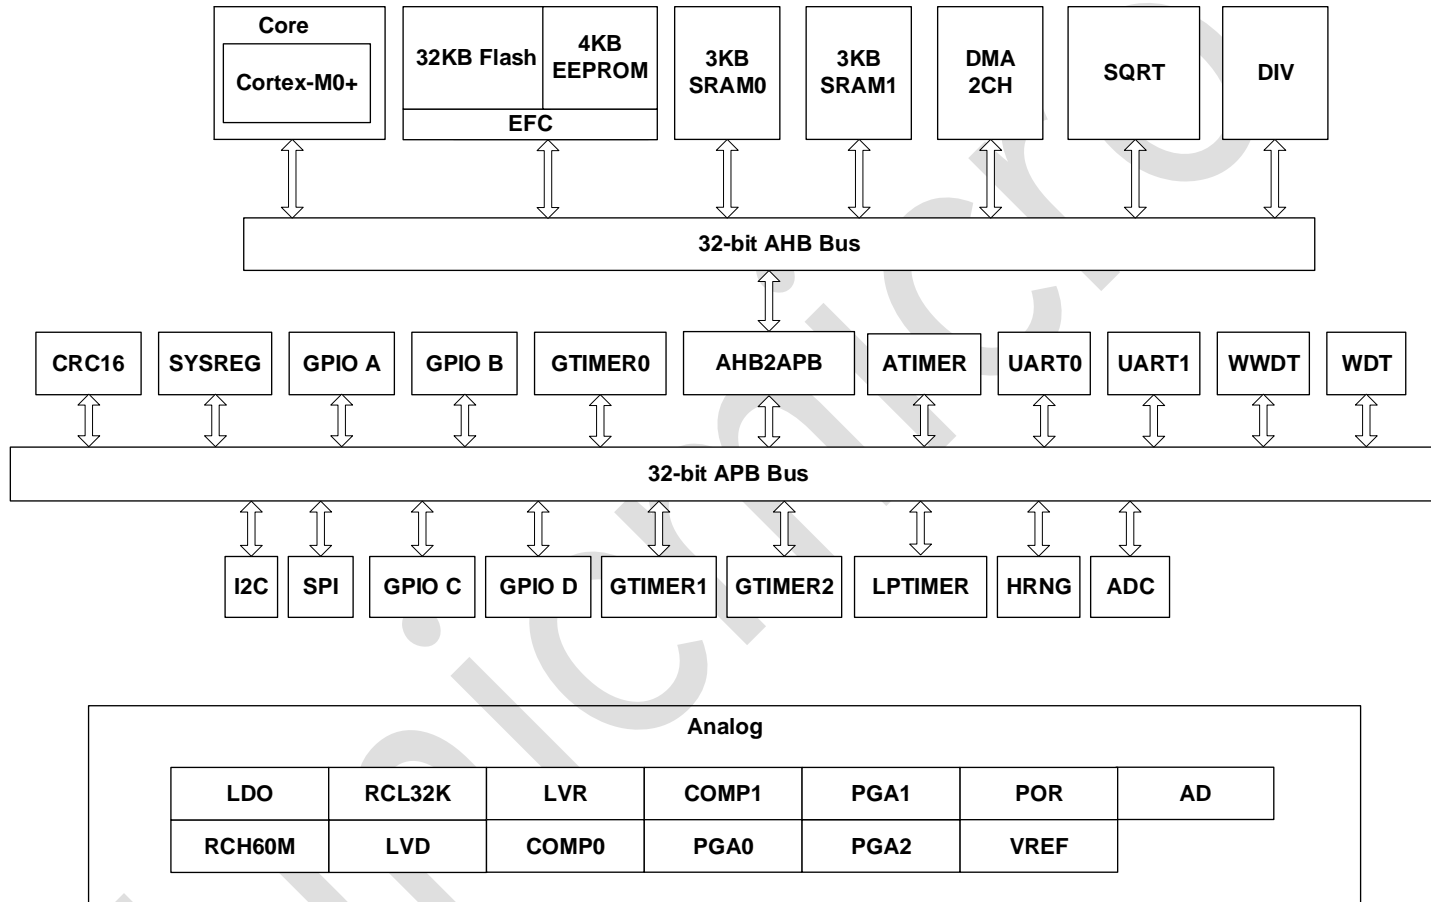 Core
Cortex-M0+
32KB Flash
4KB
EEPROM
EFC
3KB
SRAM0
3KB
SRAM1
DMA
2CH
SQRT
DIV
32-bit AHB Bus
CRC16
SYSREG
GPIO A
GPIO B
GTIMER0
AHB2APB
ATIMER
UART0
UART1
WWDT
WDT
32-bit APB Bus
I2C
SPI
GPIO C
GPIO D
GTIMER1
GTIMER2
LPTIMER
HRNG
ADC
Analog
LDO
RCL32K
LVR
COMP1
PGA1
POR
AD
RCH60M
LVD
COMP0
PGA0
PGA2
VREF